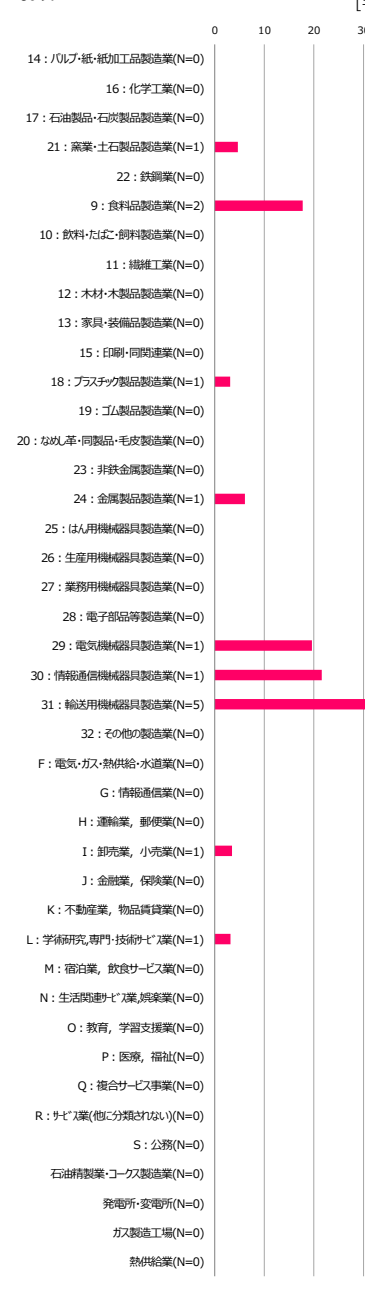 0 10 20
14：パルプ・紙・紙加工品製造業(N=0)
16：化学工業(N=0)
17：石油製品・石炭製品製造業(N=0)
21：窯業・土石製品製造業(N=1)
22：鉄鋼業(N=0)
9：食料品製造業(N=2)
10：飲料・たばこ・飼料製造業(N=0)
11：繊維工業(N=0)
12：木材・木製品製造業(N=0)
13：家具・装備品製造業(N=0)
15：印刷・同関連業(N=0)
18：プラスチック製品製造業(N=1)
19：ゴム製品製造業(N=0)
20：なめし革・同製品・毛皮製造業(N=0)
23：非鉄金属製造業(N=0)
24：金属製品製造業(N=1)
25：はん用機械器具製造業(N=0)
26：生産用機械器具製造業(N=0)
27：業務用機械器具製造業(N=0)
28：電子部品等製造業(N=0)
29：電気機械器具製造業(N=1)
30：情報通信機械器具製造業(N=1)
31：輸送用機械器具製造業(N=5)
32：その他の製造業(N=0)
F：電気・ガス・熱供給・水道業(N=0)
G：情報通信業(N=0)
H：運輸業，郵便業(N=0)
I：卸売業，小売業(N=1)
J：金融業，保険業(N=0)
K：不動産業，物品賃貸業(N=0)
L：学術研究,専門・技術ｻｰﾋﾞｽ業(N=1)
M：宿泊業，飲食サービス業(N=0)
N：生活関連ｻｰﾋﾞｽ業,娯楽業(N=0)
O：教育，学習支援業(N=0)
P：医療，福祉(N=0)
Q：複合サービス事業(N=0)
R：ｻｰﾋﾞｽ業(他に分類されない)(N=0)
S：公務(N=0)
石油精製業・コークス製造業(N=0)
発電所・変電所(N=0)
ガス製造工場(N=0)
熱供給業(N=0)